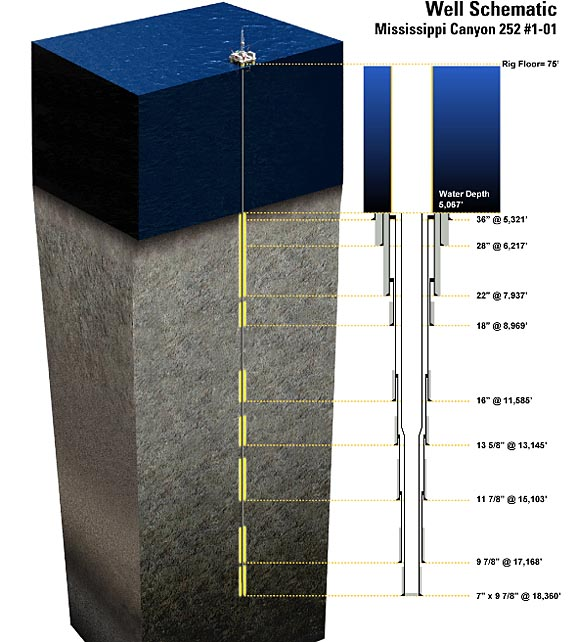 Well Schematic
Mississippi Canyon 252 #1-01
Rig Floor= 75'
Water Depth
5,067'
36” @ 5,321'
28” @ 6,217'
22” @ 7,937'
18” @ 8,969'
16” @ 11,585'
13 5/8” @ 13,145'
11 7/8” @ 15,103'
9 7/8” @ 17,168'
7” x 9 7/8” @ 18,360'